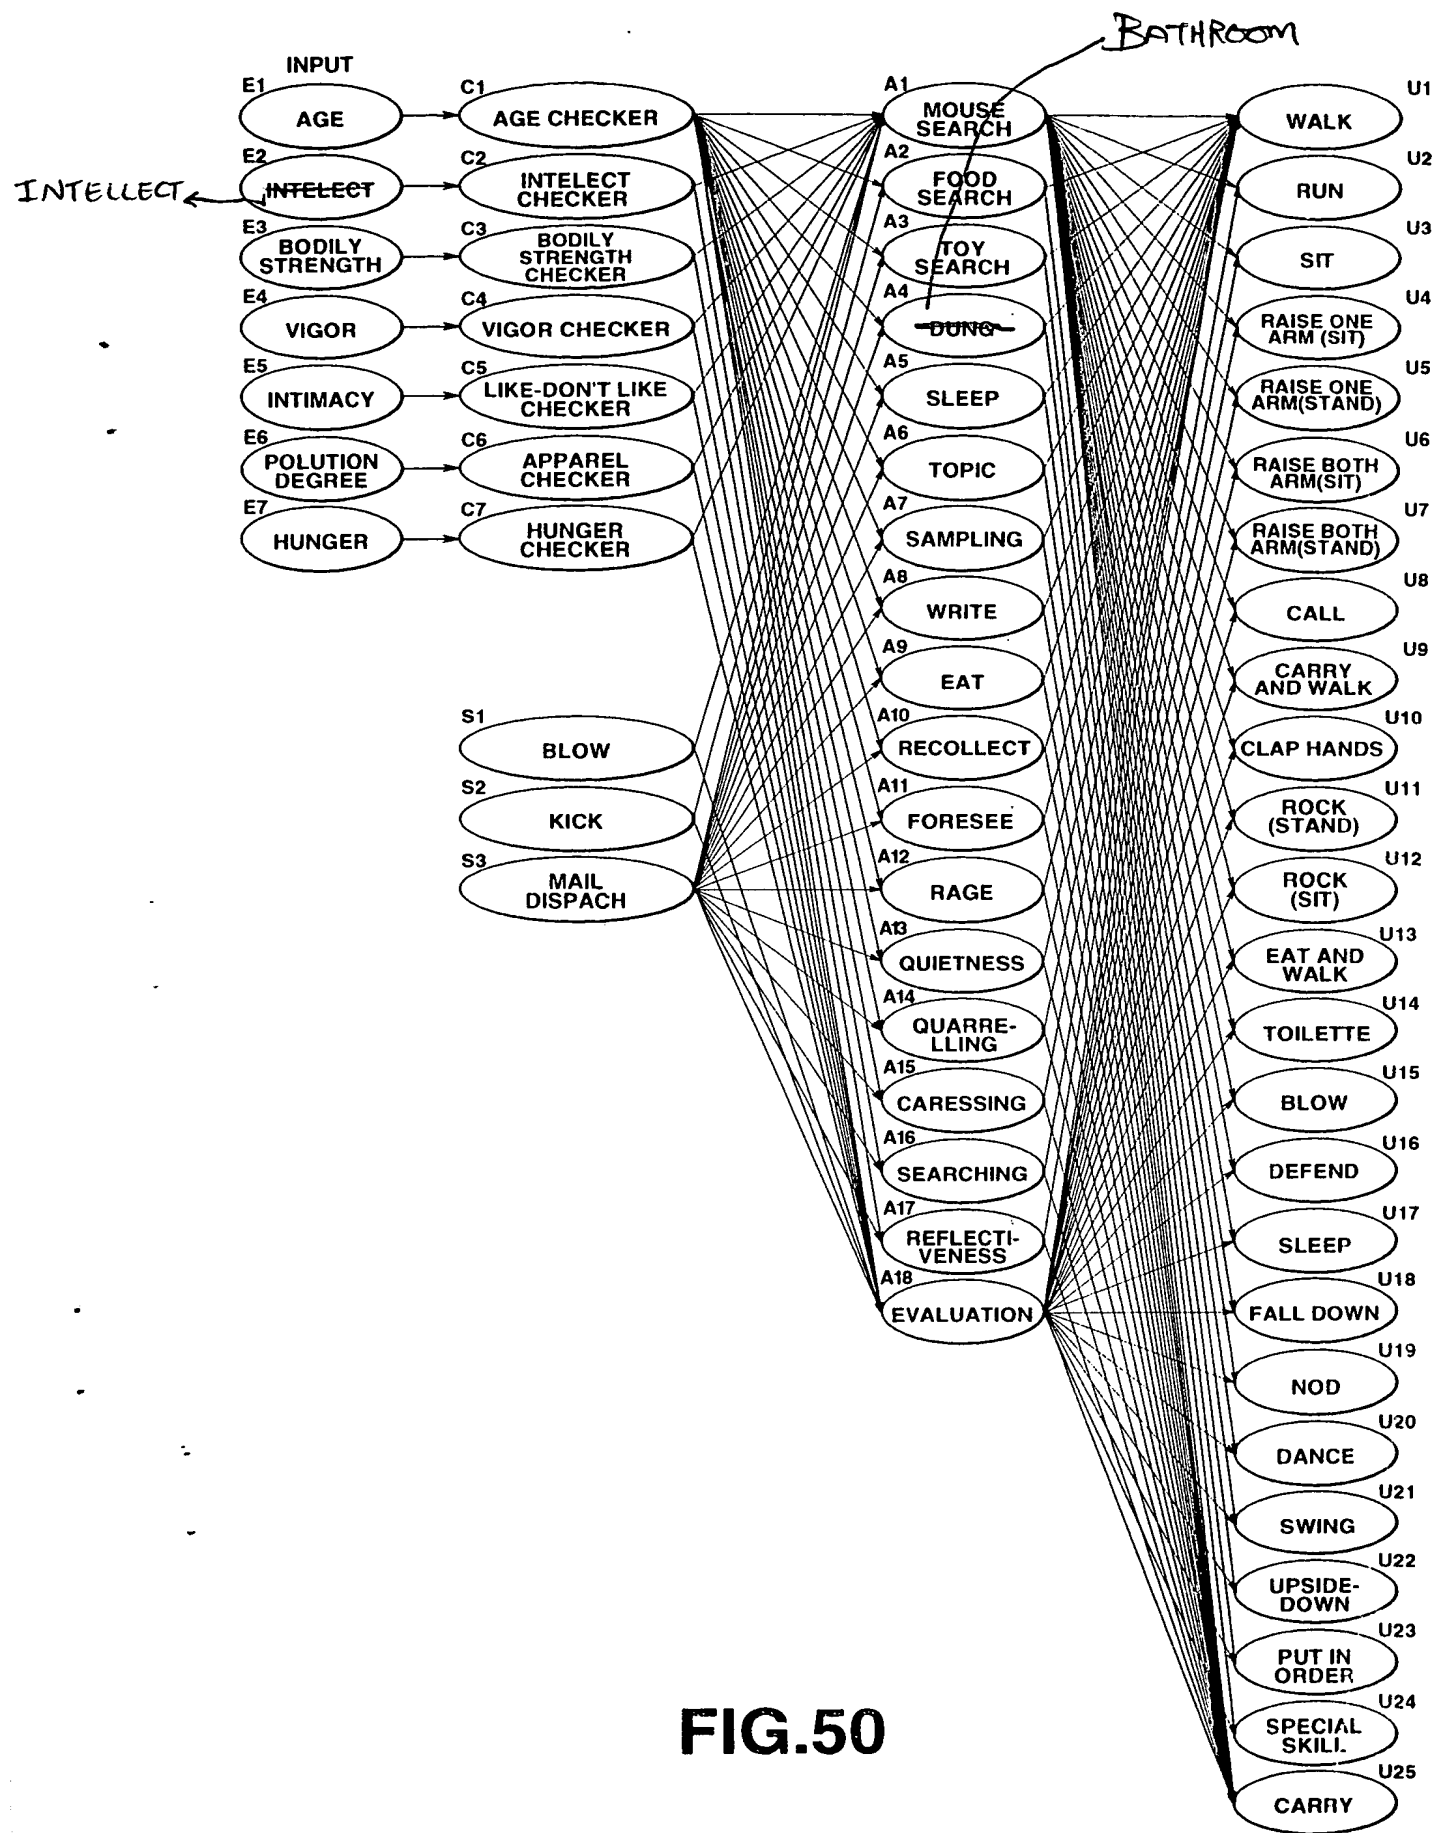 BATHROOM
INPUT
E1
AGE
E2
INTELECT
INTELLECT
E3
BODILY
STRENGTH
E4
VIGOR
E5
INTIMACY
E6
POLUTION
DEGREE
E7
HUNGER
C1
AGE CHECKER
C2
INTELECT
CHECKER
C3
BODILY
STRENGTH
CHECKER
C4
VIGOR CHECKER
C5
LIKE-DON'T LIKE
CHECKER
C6
APPAREL
CHECKER
C7
HUNGER
CHECKER
S1
BLOW
S2
KICK
S3
MAIL
DISPACH
A1
MOUSE
SEARCH
A2
FOOD
SEARCH
A3
TOY
SEARCH
A4
DUNG
A5
SLEEP
A6
TOPIC
A7
SAMPLING
A8
WRITE
A9
EAT
A10
RECOLLECT
A11
FORESEE
A12
RAGE
A13
QUIETNESS
A14
QUARRE-
LLING
A15
CARESSING
A16
SEARCHING
A17
REFLECTI-
VENESS
A18
EVALUATION
U1
WALK
U2
RUN
U3
SIT
U4
RAISE ONE
ARM (SIT)
U5
RAISE ONE
ARM(STAND)
U6
RAISE BOTH
ARM(SIT)
U7
RAISE BOTH
ARM(STAND)
U8
CALL
U9
CARRY
AND WALK
U10
CLAP HANDS
U11
ROCK
(STAND)
U12
ROCK
(SIT)
U13
EAT AND
WALK
U14
TOILETTE
U15
BLOW
U16
DEFEND
U17
SLEEP
U18
FALL DOWN
U19
NOD
U20
DANCE
U21
SWING
U22
UPSIDE-
DOWN
U23
PUT IN
ORDER
U24
SPECIAL
SKILL
U25
CARRY
FIG.50